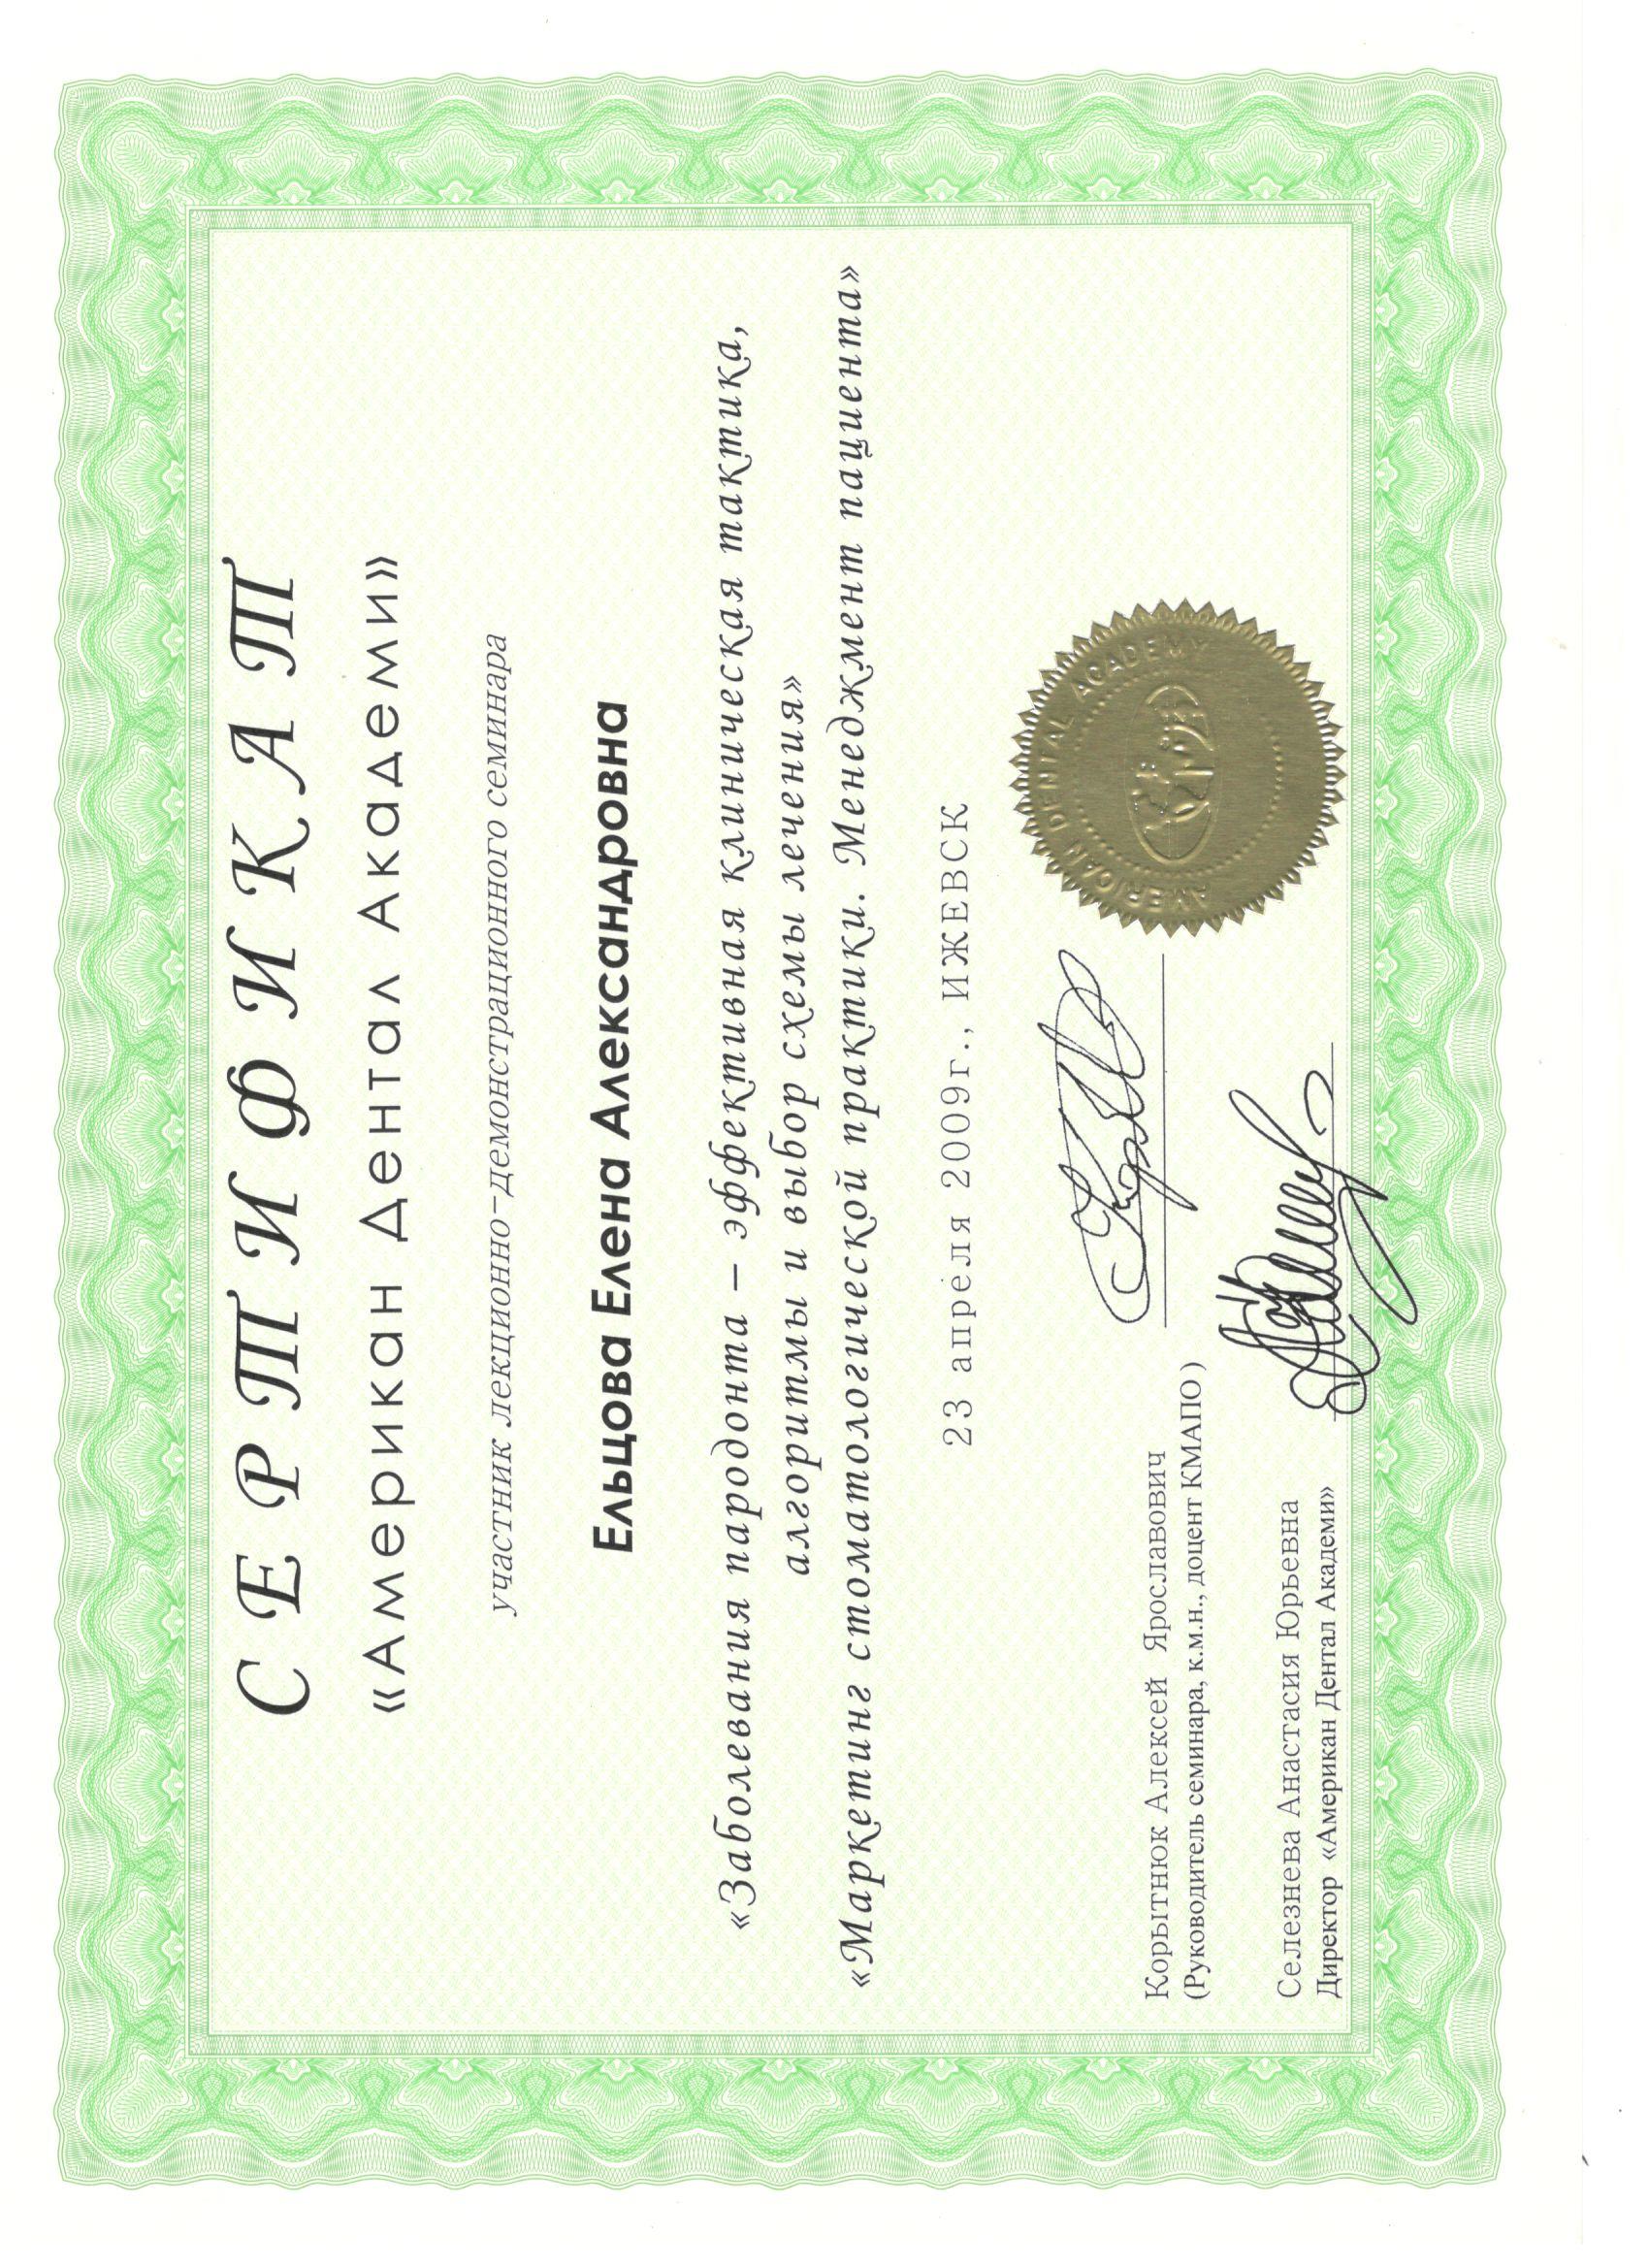 СЕРТИФИКАТ
«Американ Дентал Академи»
участник лекционно-демонстрационного семинара
Ельцова Елена Александровна
«Заболевания пародонта – эффективная клиническая тактика,
алгоритмы и выбор схемы лечения»
«Маркетинг стоматологической практики. Менеджмент пациента»
23 апреля 2009г., ИЖЕВСК
Корытнюк Алексей Ярославович
(Руководитель семинара, к.м.н., доцент КМАПО )
Селезнева Анастасия Юрьевна
Директор «Американ Дентал Академи»
AMERICAN DENTAL ACADEMY